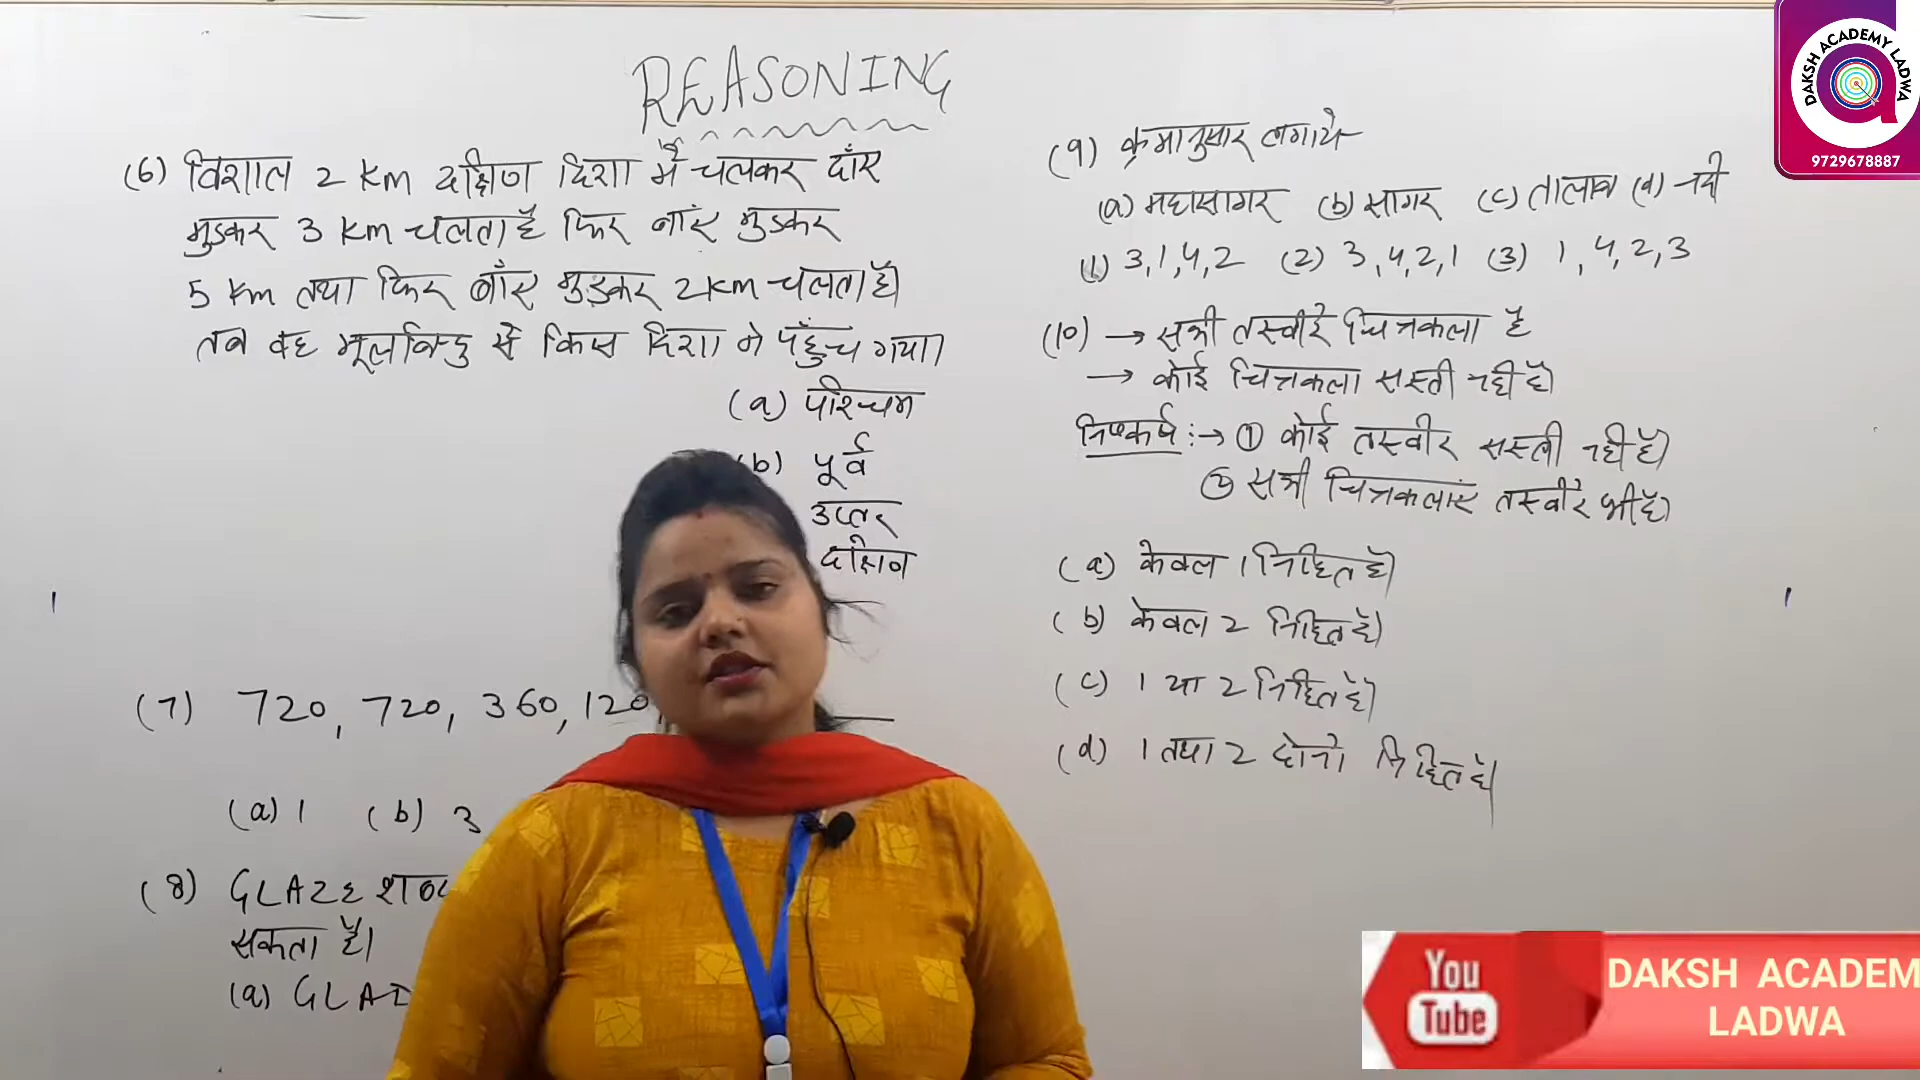 REASONING
(6) विशाल 2 Km दक्षिण दिशा में चलकर दाँए
मुडकर 3 Km चलता है फिर बाएं मुडकर
5 Km तथा फिर बाँए मुड़कर 2 Km चलता है।
तब वह मूलबिन्दु से किस दिशा मे पहुँच गया।
(a) पश्चिम
(b) पूर्व
उत्तर
दक्षिण
(7) 720, 720, 360, 120,
(a) 1 (b) 3
(8) GLAZE शब्द
सकता है।
(a) GLAD
(9) क्रमानुसार लगाये
(a) महासागर (b) सागर (c) तालाब (d) नदी
(1) 3,1,4,2 (2) 3,4,2,1 (3) 1,4,2,3
(10) → सभी तस्वीरे चित्रकला है
→ कोई चित्रकला सस्ती नही है।
निष्कर्ष :→ ① कोई तस्वीर सस्ती नही है।
② सभी चित्रकलाएं तस्वीरे भी है।
(a) केवल 1 निहित है।
(b) केवल 2 निहित है।
(c) 1 या 2 निहित है।
(d) 1 तथा 2 दोनो निहित है।
DAKSH ACADEMY LADWA
9729678887
You
Tube
DAKSH ACADEM
LADWA